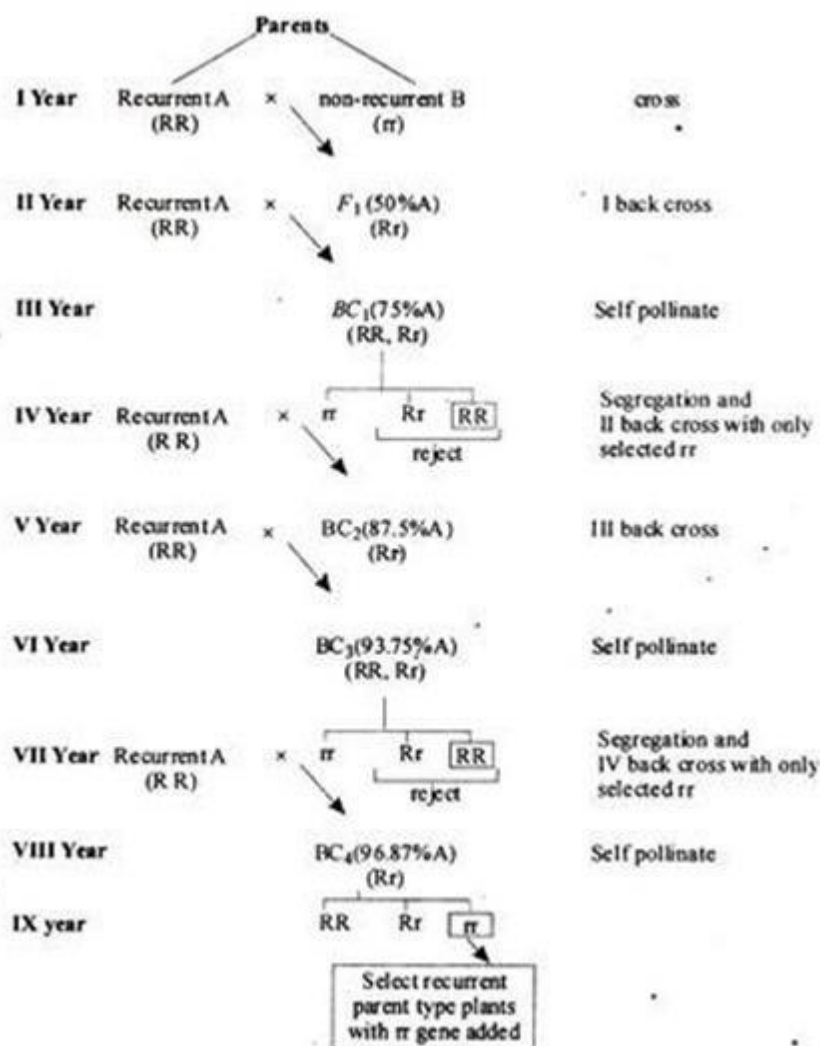 Parents
I Year Recurrent A × non-recurrent B cross
(RR) (rr)
II Year Recurrent A × F1 (50%A) I back cross
(RR) (Rr)
III Year BC1(75%A) Self pollinate
(RR, Rr)
IV Year Recurrent A × rr Rr RR Segregation and
(RR) reject II back cross with only
selected rr
V Year Recurrent A × BC2(87.5%A) III back cross
(RR) (Rr)
VI Year BC3(93.75%A) Self pollinate
(RR, Rr)
VII Year Recurrent A × rr Rr RR Segregation and
(RR) reject IV back cross with only
selected rr
VIII Year BC4(96.87%A) Self pollinate
(Rr)
IX year RR Rr rr
Select recurrent
parent type plants
with rr gene added